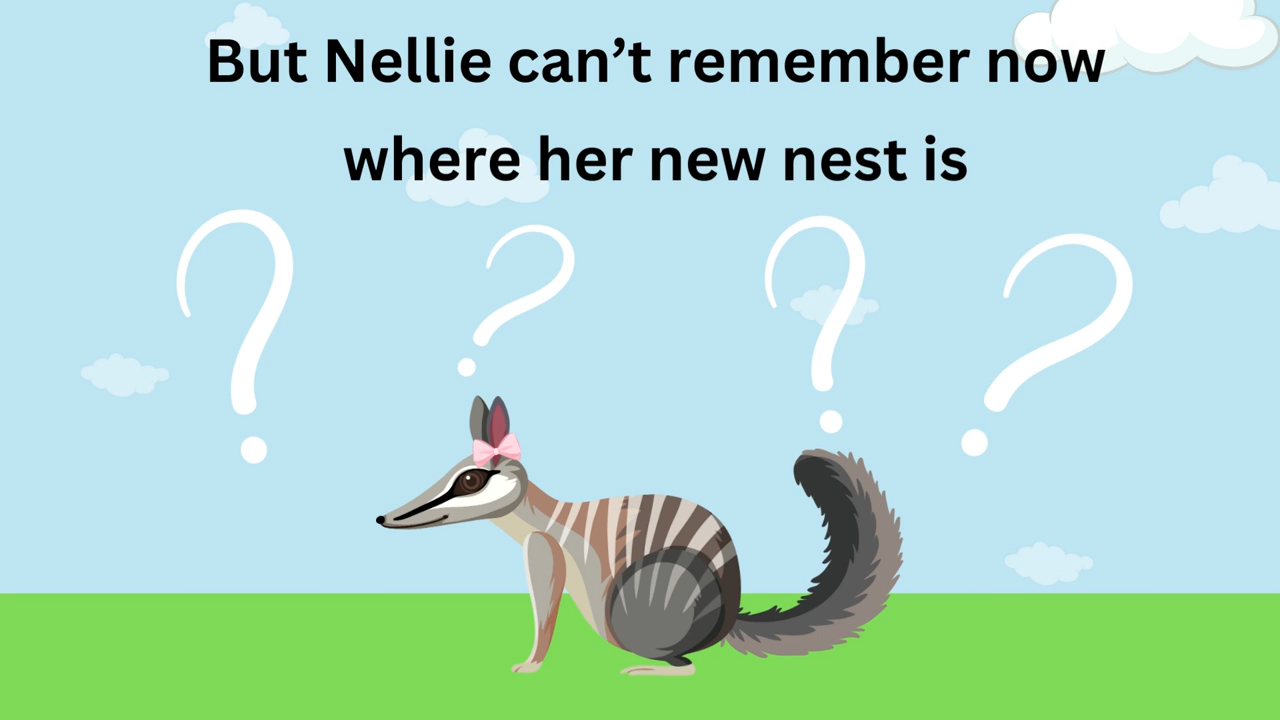 But Nellie can’t remember now
where her new nest is
? ? ? ?